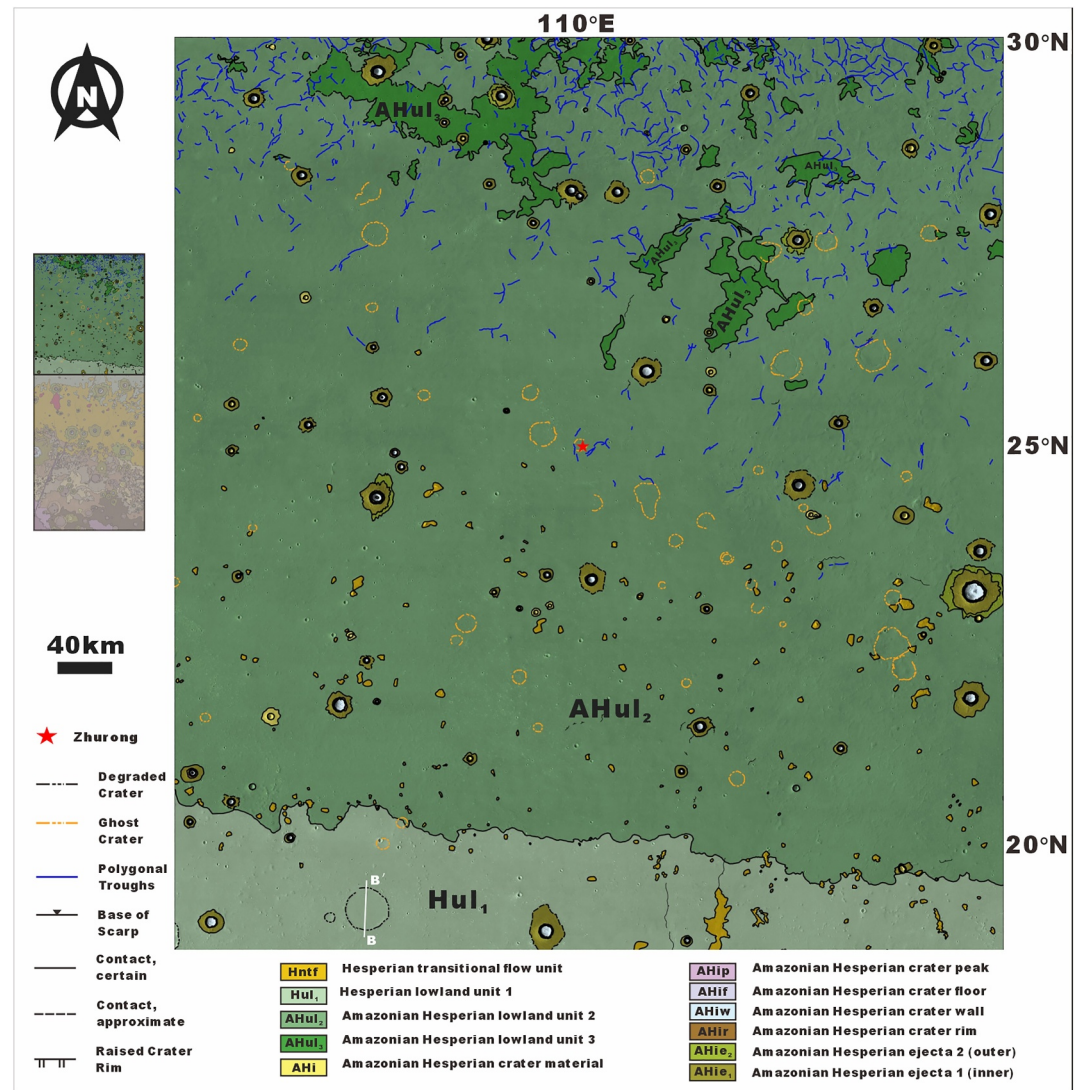 110°E
30°N
N
AHul3
AHul
AHul3
AHul3
25°N
40km
AHul2
20°N
Hul1
B′
B
Zhurong
Degraded
Crater
Ghost
Crater
Polygonal
Troughs
Base of
Scarp
Contact,
certain
Contact,
approximate
Raised Crater
Rim
Hntf Hesperian transitional flow unit
Hul1 Hesperian lowland unit 1
AHul2 Amazonian Hesperian lowland unit 2
AHul3 Amazonian Hesperian lowland unit 3
AHi Amazonian Hesperian crater material
AHip Amazonian Hesperian crater peak
AHif Amazonian Hesperian crater floor
AHiw Amazonian Hesperian crater wall
AHir Amazonian Hesperian crater rim
AHie2 Amazonian Hesperian ejecta 2 (outer)
AHie1 Amazonian Hesperian ejecta 1 (inner)